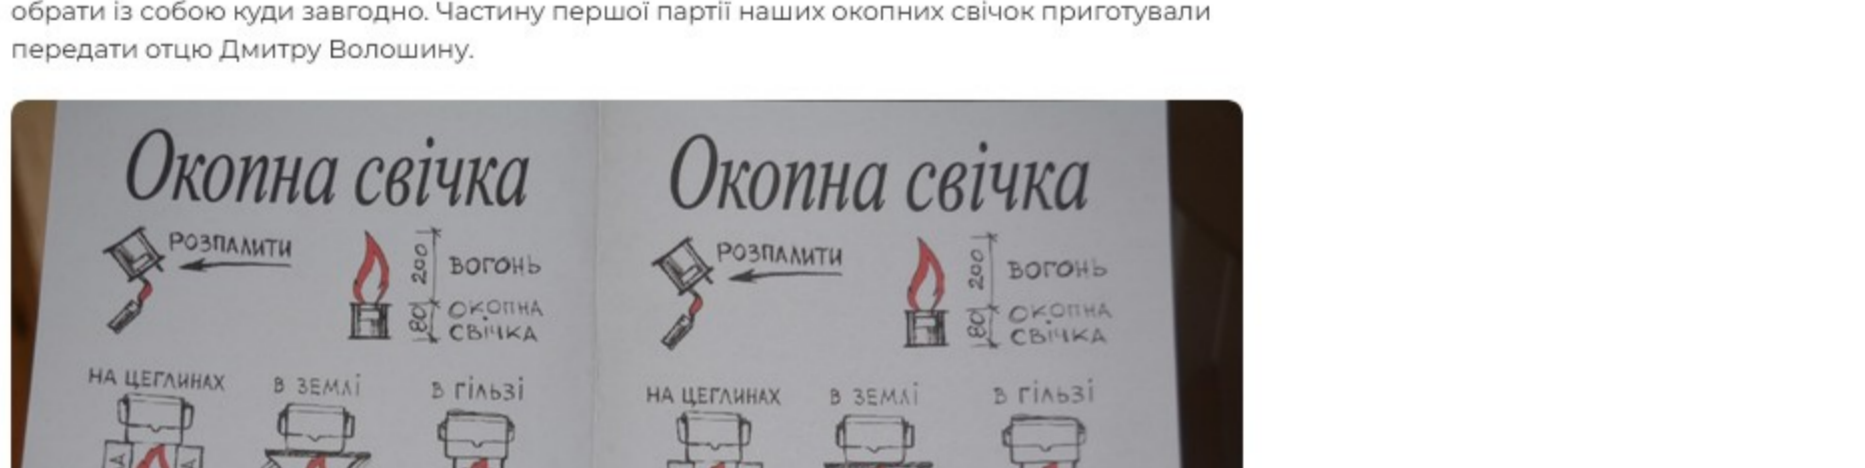 обрати із собою куди завгодно. Частину першої партії наших окопних свічок приготували
передати отцю Дмитру Волошину.
Окопна свічка
РОЗПАЛИТИ
200
ВОГОНЬ
80
ОКОПНА
СВІЧКА
НА ЦЕГЛИНАХ
В ЗЕМЛІ
В ГІЛЬЗІ
Окопна свічка
РОЗПАЛИТИ
200
ВОГОНЬ
80
ОКОПНА
СВІЧКА
НА ЦЕГЛИНАХ
В ЗЕМЛІ
В ГІЛЬЗІ